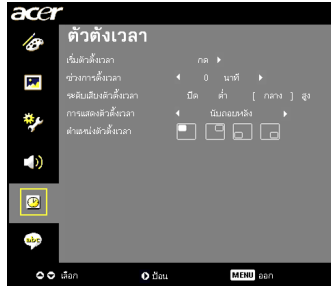 acer
ตัวตั้งเวลา
เริ่มตัวตั้งเวลา กด
ช่วงการตั้งเวลา 0 นาที
ระดับเสียงตัวตั้งเวลา ปิด ต่ำ [ กลาง ] สูง
การแสดงตัวตั้งเวลา นับถอยหลัง
ตำแหน่งตัวตั้งเวลา
abc
เลือก ป้อน MENU ออก